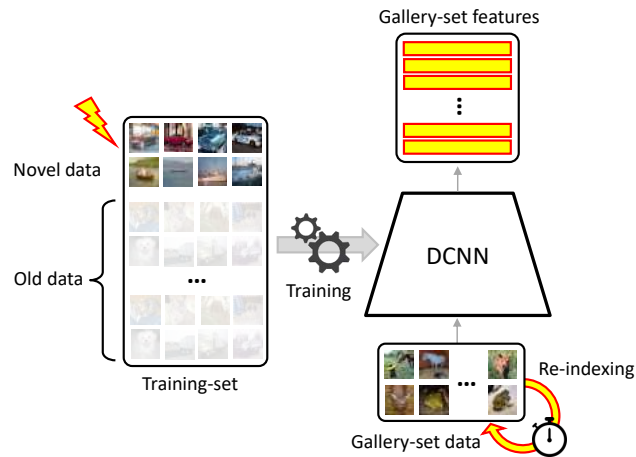 Gallery-set features
...
Novel data
Old data
...
Training-set
Training
DCNN
...
Re-indexing
Gallery-set data